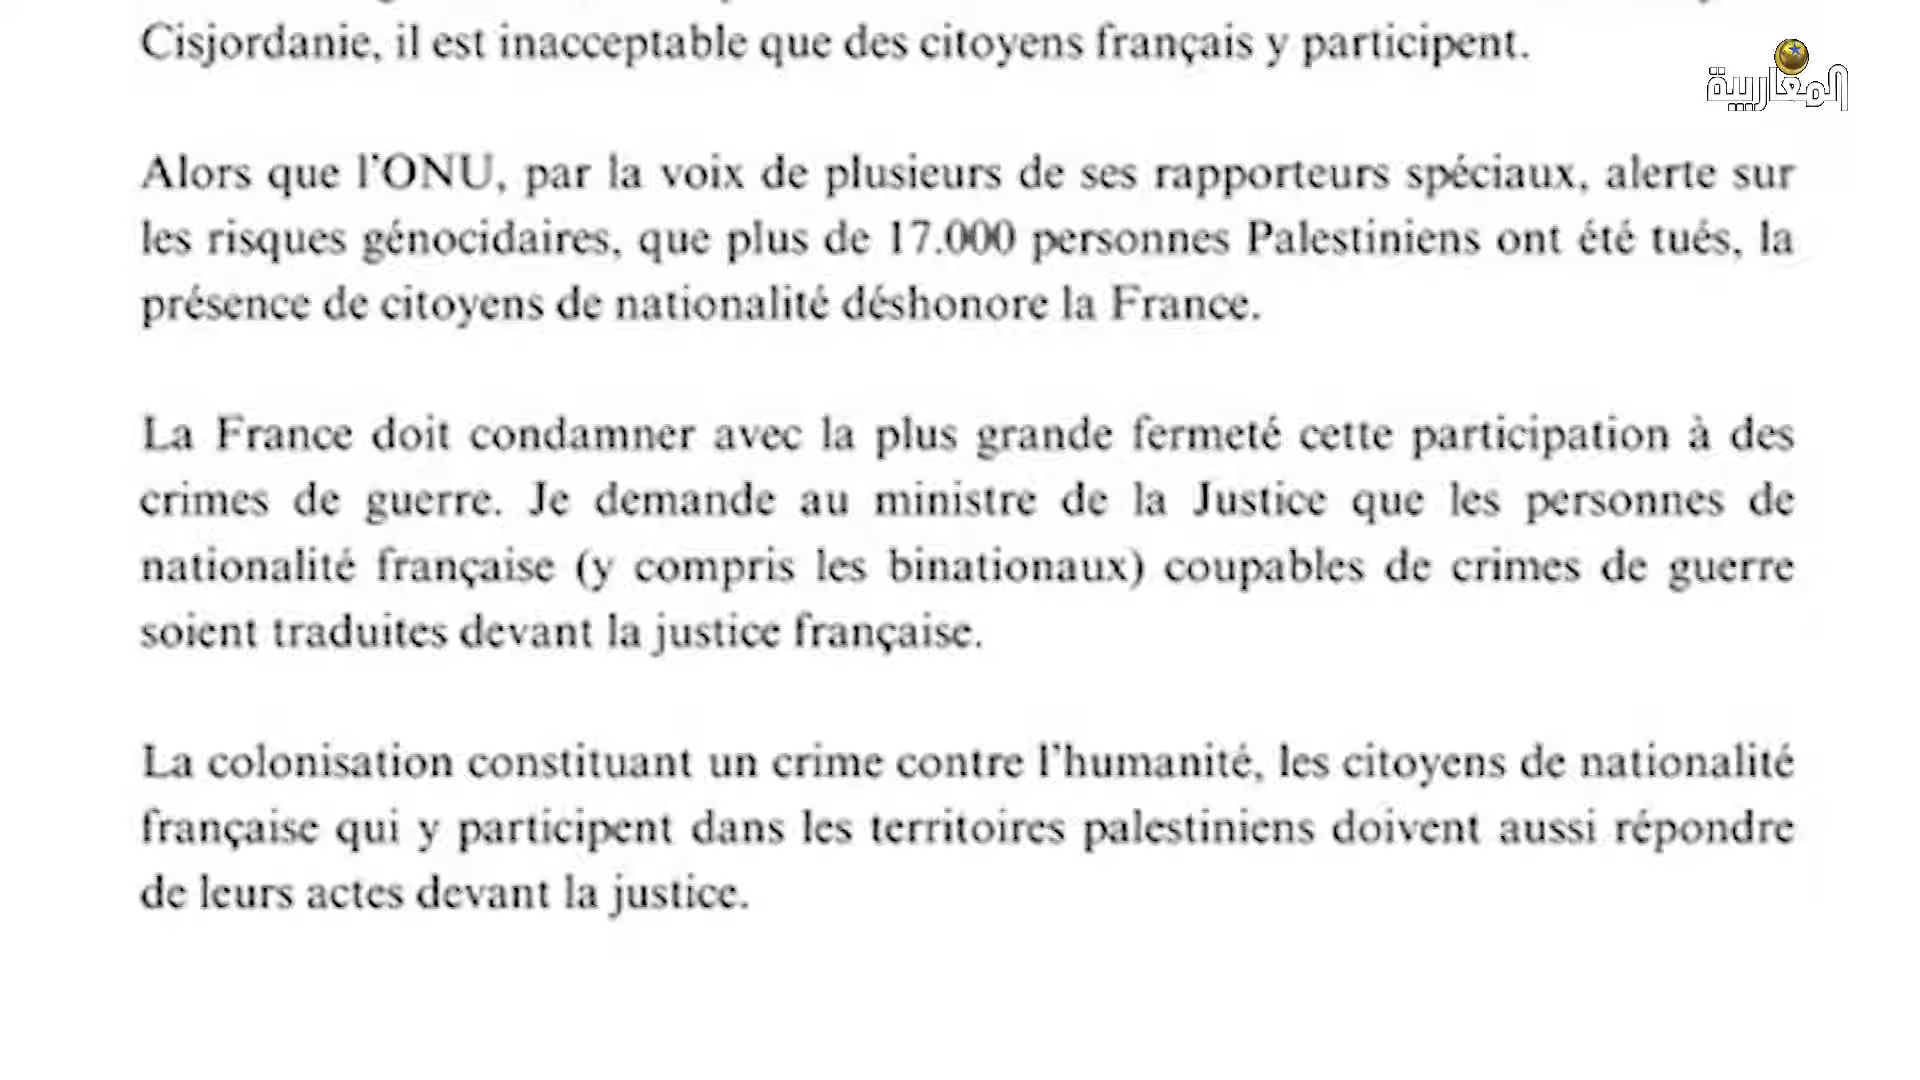 Cisjordanie, il est inacceptable que des citoyens français y participent.
المغاربية
Alors que l'ONU, par la voix de plusieurs de ses rapporteurs spéciaux, alerte sur
les risques génocidaires, que plus de 17.000 personnes Palestiniens ont été tués, la
présence de citoyens de nationalité déshonore la France.
La France doit condamner avec la plus grande fermeté cette participation à des
crimes de guerre. Je demande au ministre de la Justice que les personnes de
nationalité française (y compris les binationaux) coupables de crimes de guerre
soient traduites devant la justice française.
La colonisation constituant un crime contre l'humanité, les citoyens de nationalité
française qui y participent dans les territoires palestiniens doivent aussi répondre
de leurs actes devant la justice.